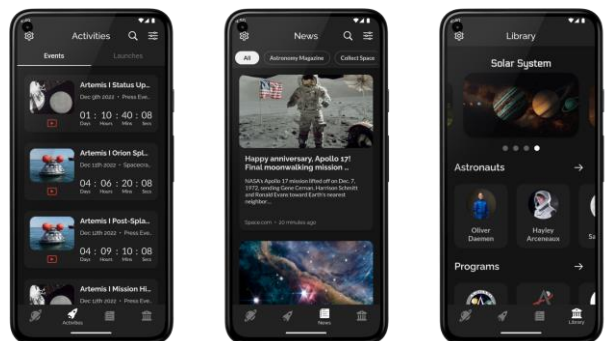 Activities
Events
Launches
Artemis I Status Up...
Dec 9th 2022 • Press Eve..
01 : 10 : 40 : 08
Days Hours Mins Secs
Artemis I Orion Spl...
Dec 11th 2022 • Spacecra..
04 : 06 : 20 : 08
Days Hours Mins Secs
Artemis I Post-Spla...
Dec 11th 2022 • Press Eve..
04 : 09 : 10 : 08
Days Hours Mins Secs
Artemis I Mission Hi...
Dec 12th 2022 • Press Eve..
Activities
News
All
Astronomy Magazine
Collect Space
Happy anniversary, Apollo 17!
Final moonwalking mission ...
NASA's Apollo 17 mission lifted off on Dec. 7,
1972, sending Gene Cernan, Harrison Schmitt
and Ronald Evans toward Earth's nearest
neighbor...
Space.com • 20 minutes ago
News
Library
Solar System
Astronauts
Oliver
Daemen
Hayley
Arceneaux
Programs
Library